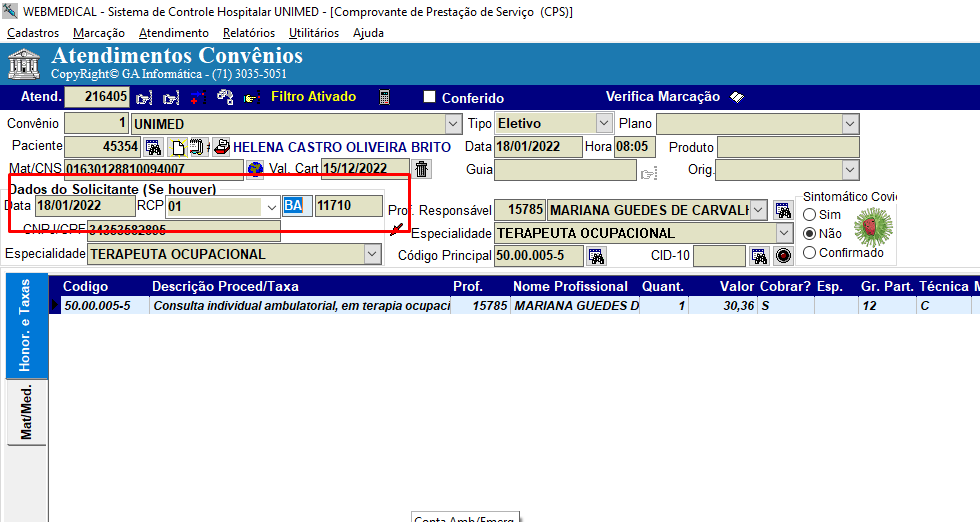 WEBMEDICAL - Sistema de Controle Hospitalar UNIMED - [Comprovante de Prestação de Serviço (CPS)]
Cadastros Marcação Atendimento Relatórios Utilitários Ajuda
Atendimentos Convênios
CopyRight© GA Informática - (71) 3035-5051
Atend. 216405 Filtro Ativado Conferido Verifica Marcação
Convênio 1 UNIMED Tipo Eletivo Plano
Paciente 45354 HELENA CASTRO OLIVEIRA BRITO Data 18/01/2022 Hora 08:05 Produto
Mat/CNS 01630128810094007 Val. Cart 15/12/2022 Guia Orig.
Dados do Solicitante (Se houver) Sintomático Covi
Data 18/01/2022 RCP 01 BA 11710 Prof. Responsável 15785 MARIANA GUEDES DE CARVALH Sim
CNPJ/CPF 34353582895 Especialidade TERAPEUTA OCUPACIONAL Não
Especialidade TERAPEUTA OCUPACIONAL Código Principal 50.00.005-5 CID-10 Confirmado
Honor. e Taxas
Codigo Descrição Proced/Taxa Prof. Nome Profissional Quant. Valor Cobrar? Esp. Gr. Part. Técnica M
50.00.005-5 Consulta individual ambulatorial, em terapia ocupaci 15785 MARIANA GUEDES D 1 30,36 S 12 C
Mat/Med.
Conta Amb/Emerg